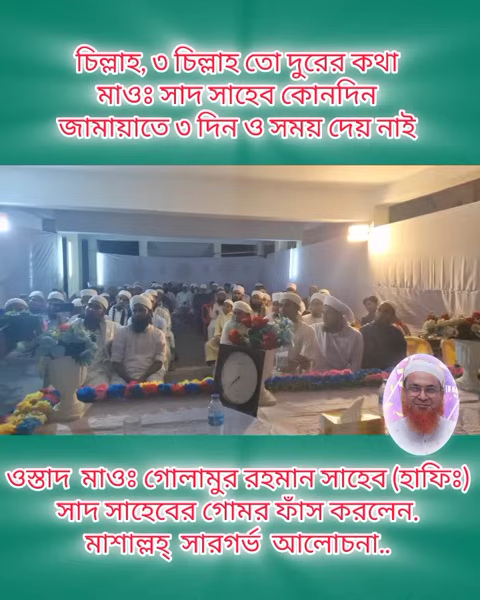 চিল্লাহ, ৩ চিল্লাহ তো দুরের কথা
মাওঃ সাদ সাহেব কোনদিন
জামায়াতে ৩ দিন ও সময় দেয় নাই
ওস্তাদ মাওঃ গোলামুর রহমান সাহেব (হাফিঃ)
সাদ সাহেবের গোমর ফাঁস করলেন.
মাশাল্লহ্ সারগর্ভ আলোচনা..